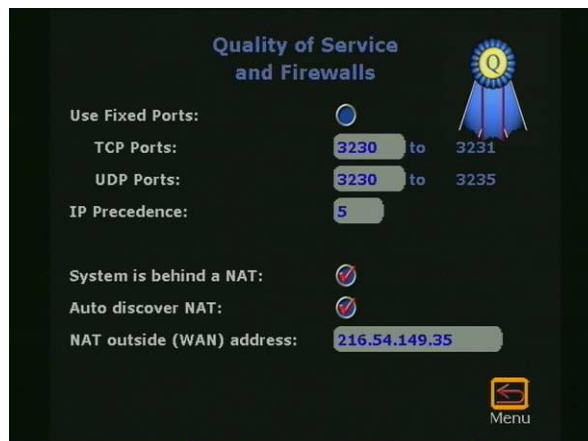 Quality of Service
and Firewalls
Q
Use Fixed Ports:
TCP Ports: 3230 to 3231
UDP Ports: 3230 to 3235
IP Precedence: 5
System is behind a NAT:
Auto discover NAT:
NAT outside (WAN) address: 216.54.149.35
Menu